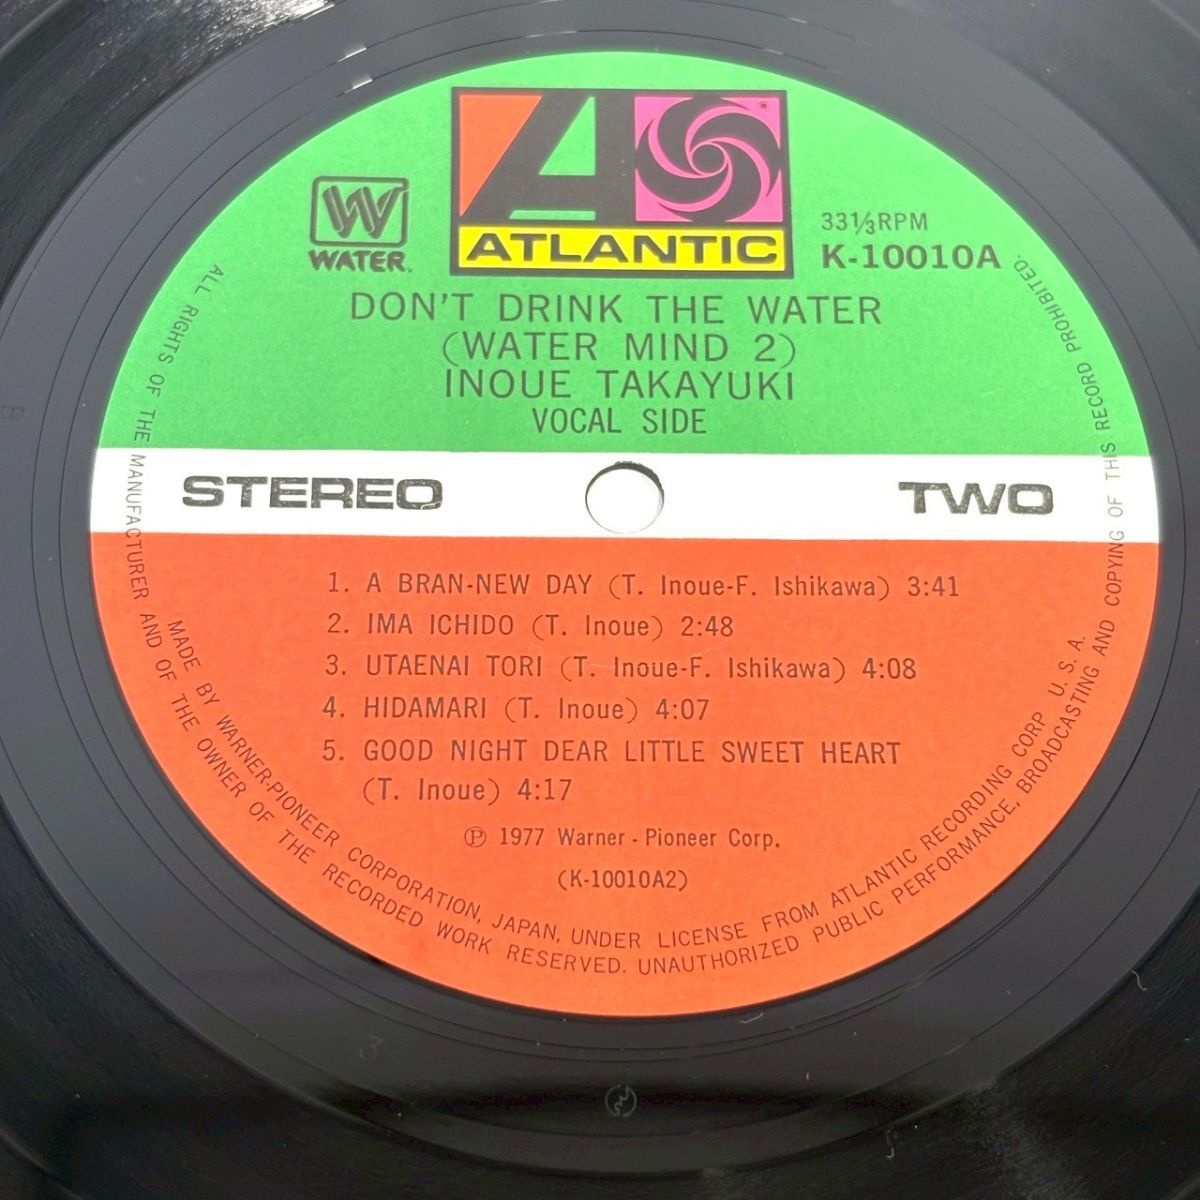 ATLANTIC
W
WATER
33⅓RPM
K-10010A
DON'T DRINK THE WATER
(WATER MIND 2)
INOUE TAKAYUKI
VOCAL SIDE
STEREO
TWO
1. A BRAN-NEW DAY (T. Inoue-F. Ishikawa) 3:41
2. IMA ICHIDO (T. Inoue) 2:48
3. UTAENAI TORI (T. Inoue-F. Ishikawa) 4:08
4. HIDAMARI (T. Inoue) 4:07
5. GOOD NIGHT DEAR LITTLE SWEET HEART
(T. Inoue) 4:17
Ⓟ 1977 Warner-Pioneer Corp.
(K-10010A2)
MADE BY WARNER-PIONEER CORPORATION, JAPAN, UNDER LICENSE FROM ATLANTIC RECORDING CORP U.S.A.
ALL RIGHTS OF THE MANUFACTURER AND OF THE OWNER OF THE RECORDED WORK RESERVED. UNAUTHORIZED PUBLIC PERFORMANCE, BROADCASTING AND COPYING OF THIS RECORD PROHIBITED.